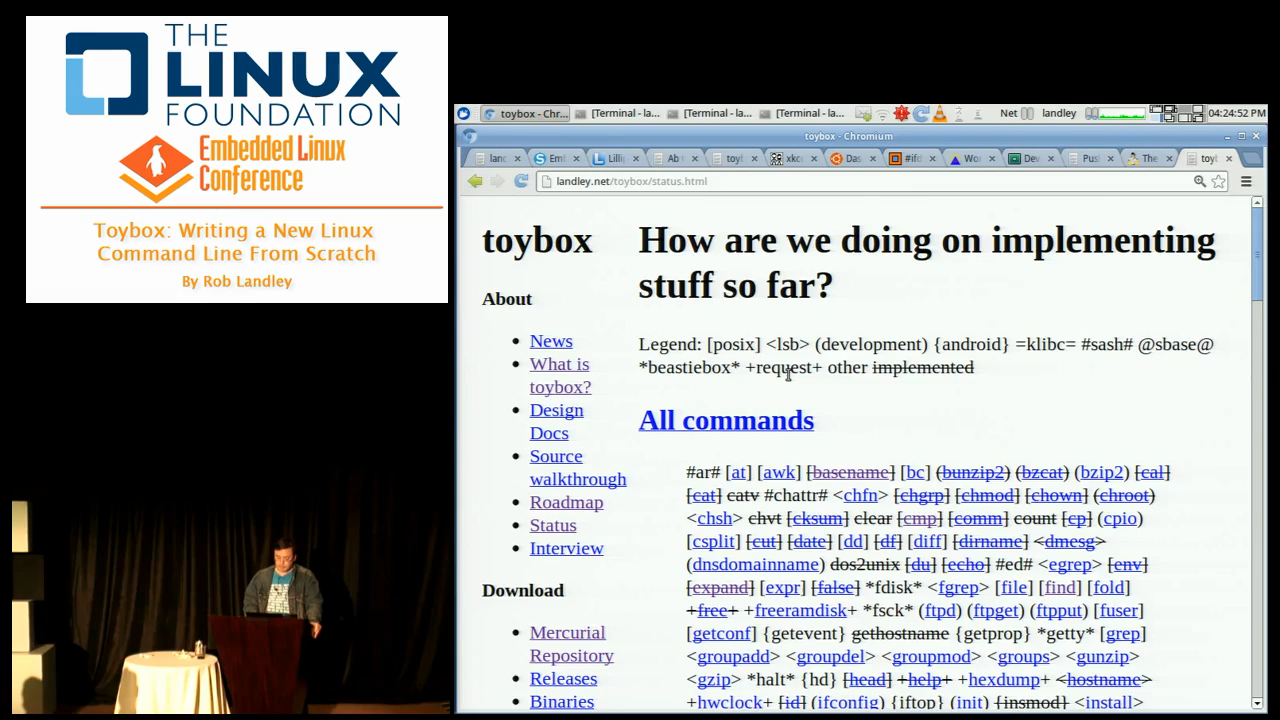 THE
LINUX
FOUNDATION
Embedded Linux
Conference
Toybox: Writing a New Linux
Command Line From Scratch
By Rob Landley
toybox - Chr...
[Terminal - la...
[Terminal - la...
[Terminal - la...
Net
landley
04:24:52 PM
toybox - Chromium
landley.net/toybox/status.html
toybox
About
News
What is
toybox?
Design
Docs
Source
walkthrough
Roadmap
Status
Interview
Download
Mercurial
Repository
Releases
Binaries
How are we doing on implementing
stuff so far?
Legend: [posix] <lsb> (development) {android} =klibc= #sash# @sbase@
*beastiebox* +request+ other implemented
All commands
#ar# [at] [awk] [basename] [bc] (bunzip2) (bzcat) (bzip2) [cal]
[cat] catv #chattr# <chfn> [chgrp] [chmod] [chown] (chroot)
<chsh> chvt [cksum] clear [cmp] [comm] count [cp] (cpio)
[csplit] [cut] [date] [dd] [df] [diff] [dirname] <dmesg>
(dnsdomainname) dos2unix [du] [echo] #ed# <egrep> [env]
[expand] [expr] [false] *fdisk* <fgrep> [file] [find] [fold]
+free+ +freeramdisk+ *fsck* (ftpd) (ftpget) (ftpput) [fuser]
[getconf] {getevent} gethostname {getprop} *getty* [grep]
<groupadd> <groupdel> <groupmod> <groups> <gunzip>
<gzip> *halt* {hd} [head] +help+ +hexdump+ <hostname>
+hwclock+ [id] (ifconfig) {iftop} (init) {insmod} <install>